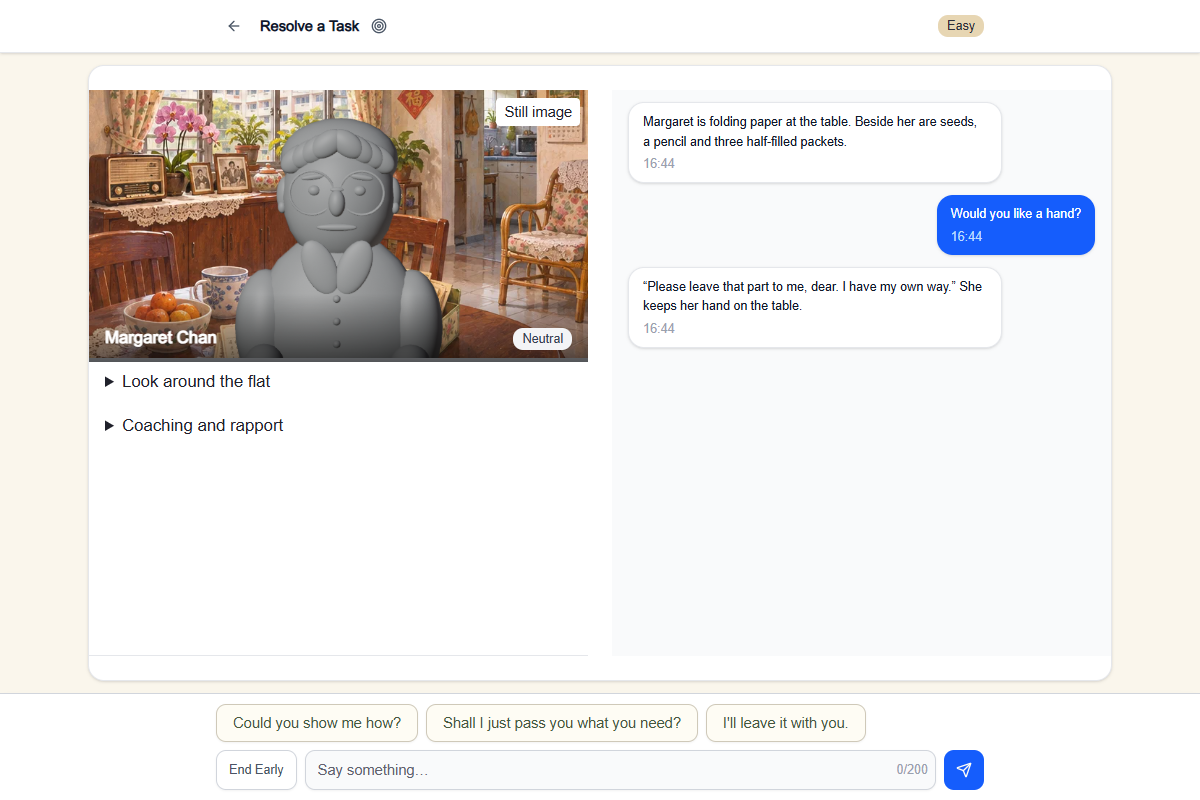 Resolve a Task
Easy
福
Still image
Margaret Chan
Neutral
Look around the flat
Coaching and rapport
Margaret is folding paper at the table. Beside her are seeds,
a pencil and three half-filled packets.
16:44
Would you like a hand?
16:44
“Please leave that part to me, dear. I have my own way.” She
keeps her hand on the table.
16:44
Could you show me how?
Shall I just pass you what you need?
I'll leave it with you.
End Early
Say something…
0/200